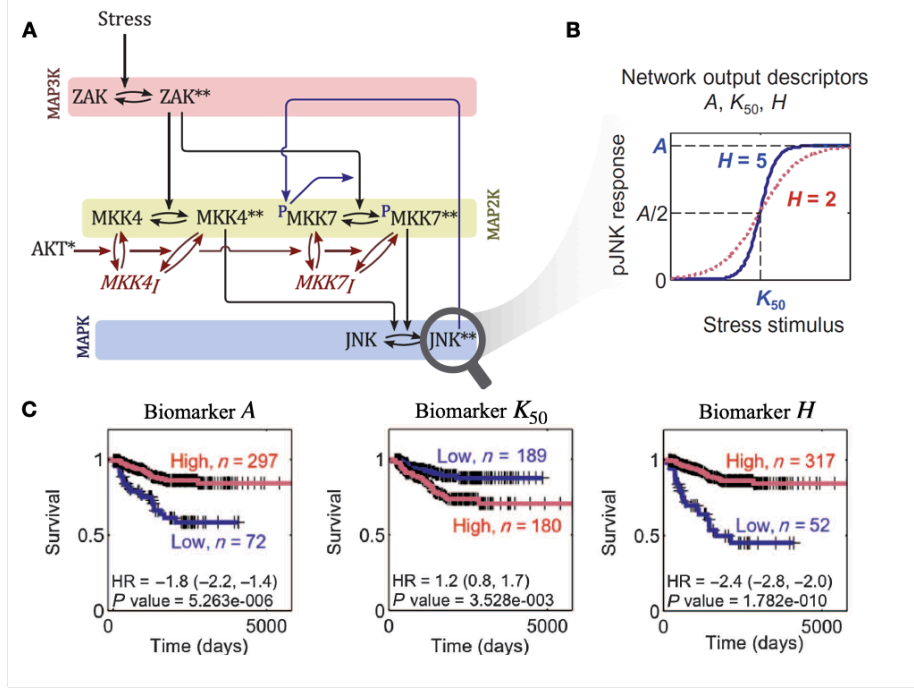 A
Stress
MAP3K
ZAK
ZAK**
MAP2K
MKK4
MKK4**
PMKK7
PMKK7**
AKT*
MKK4I
MKK7I
MAPK
JNK
JNK**
B
Network output descriptors
A, K50, H
pJNK response
A
A/2
0
H = 5
H = 2
K50
Stress stimulus
C
Biomarker A
Survival
1
0.5
0
High, n = 297
Low, n = 72
HR = −1.8 (−2.2, −1.4)
P value = 5.263e-006
5000
Time (days)
Biomarker K50
Survival
1
0.5
0
Low, n = 189
High, n = 180
HR = 1.2 (0.8, 1.7)
P value = 3.528e-003
5000
Time (days)
Biomarker H
Survival
1
0.5
0
High, n = 317
Low, n = 52
HR = −2.4 (−2.8, −2.0)
P value = 1.782e-010
0
5000
Time (days)